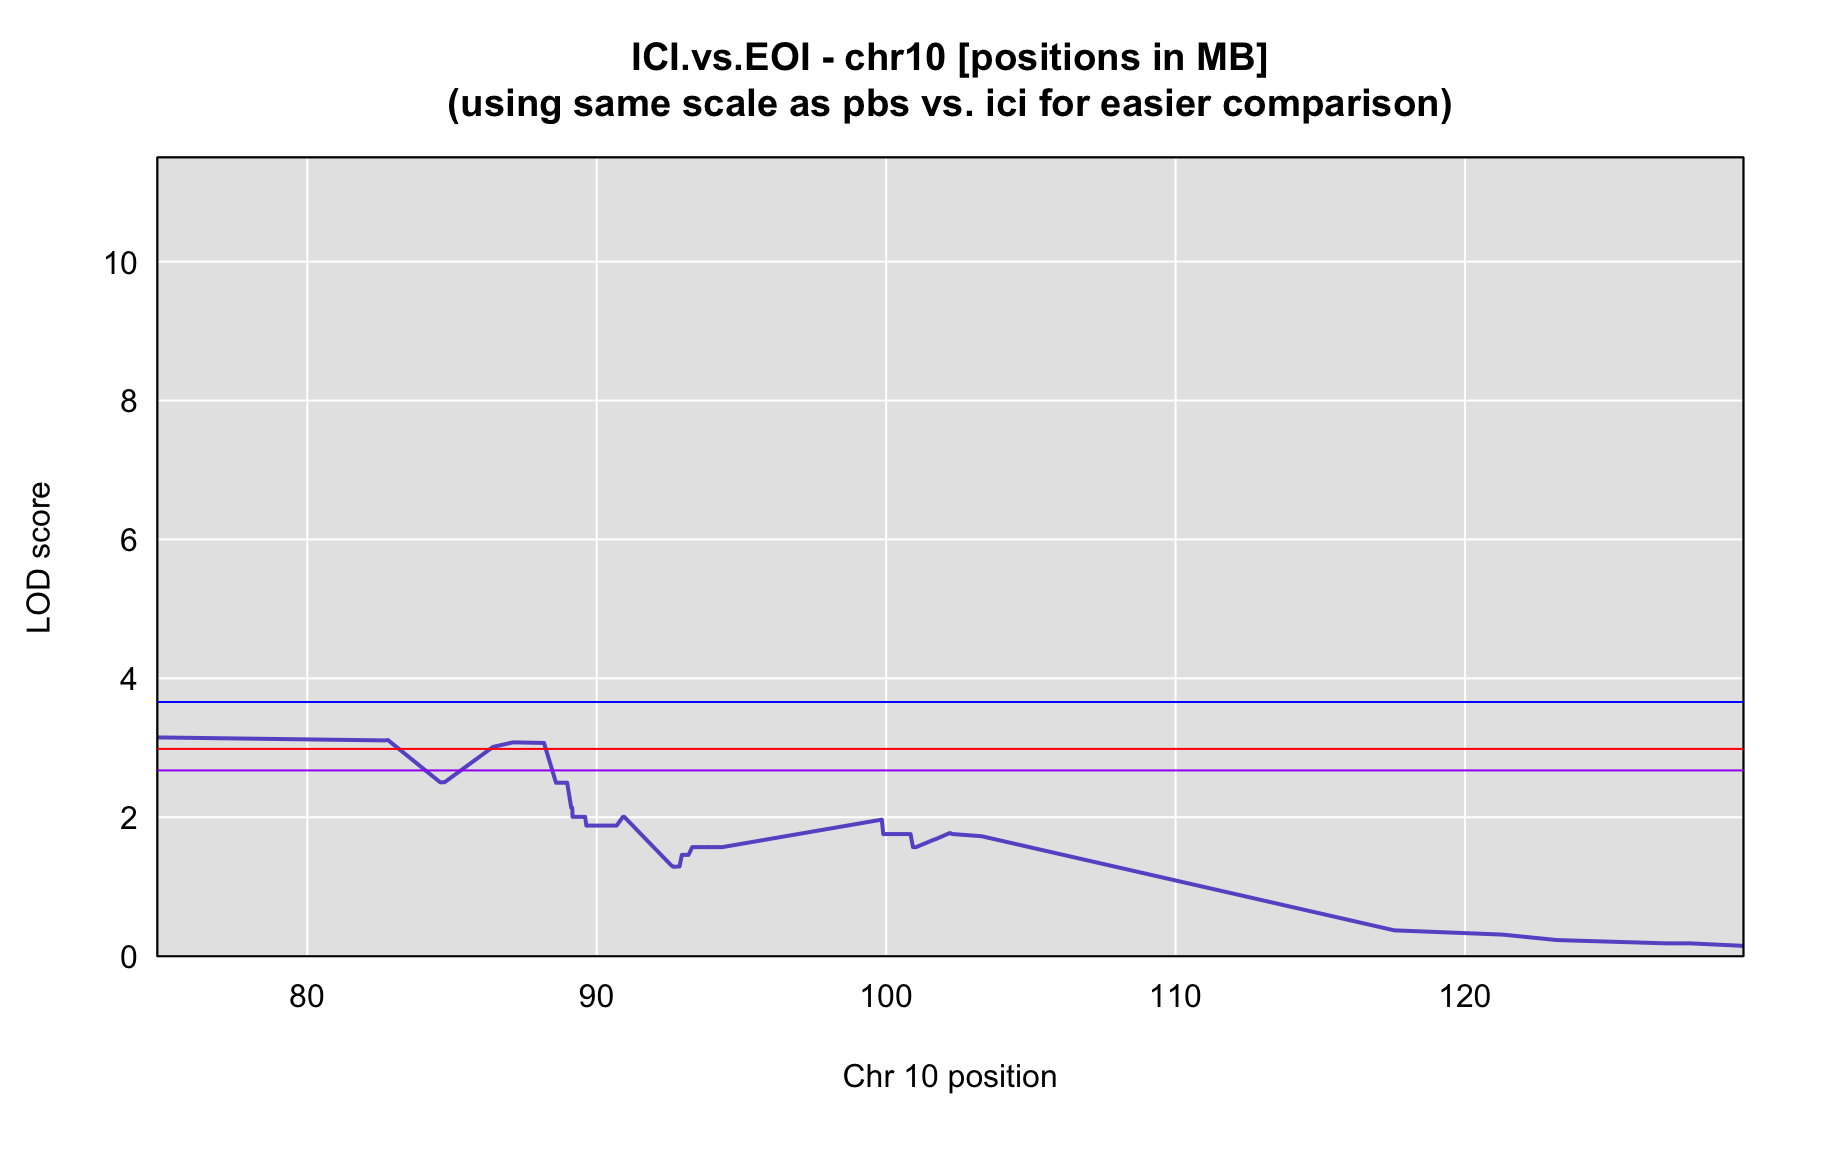 ICI.vs.EOI - chr10 [positions in MB]
(using same scale as pbs vs. ici for easier comparison)
10
8
6
4
2
0
LOD score
80 90 100 110 120
Chr 10 position